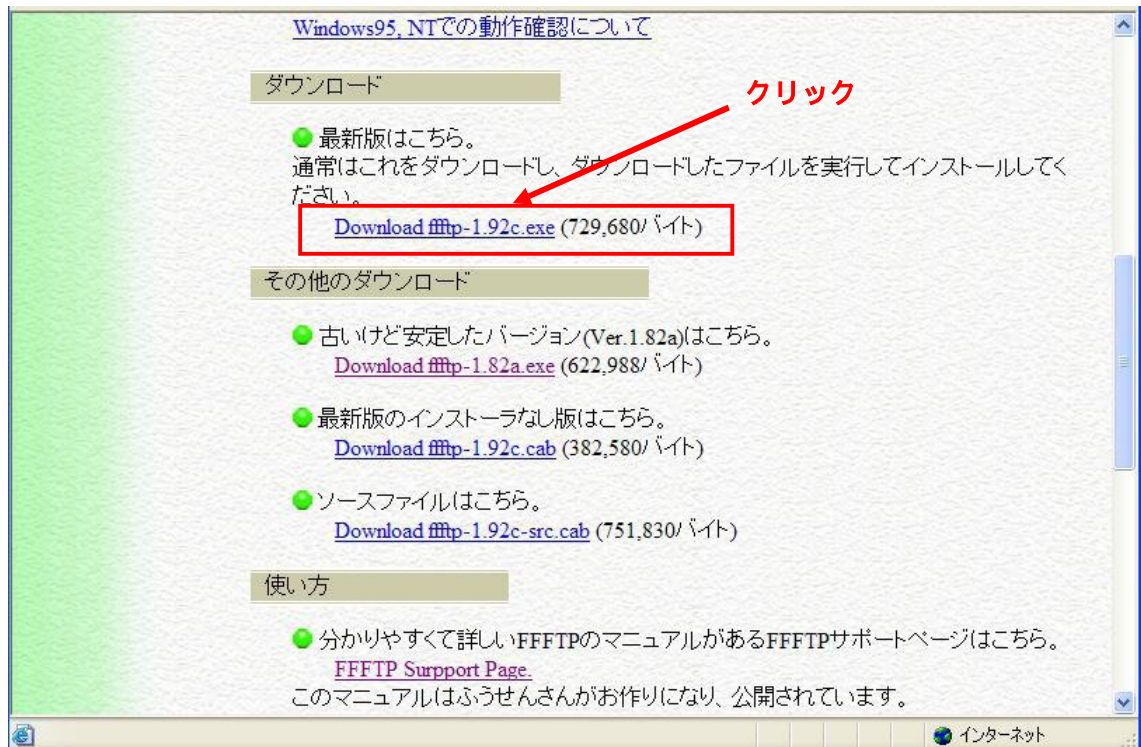 Windows95, NTでの動作確認について
ダウンロード
クリック
最新版はこちら。
通常はこれをダウンロードし、ダウンロードしたファイルを実行してインストールしてく
ださい。
Download ffftp-1.92c.exe (729,680バイト)
その他のダウンロード
古いけど安定したバージョン(Ver.1.82a)はこちら。
Download ffftp-1.82a.exe (622,988バイト)
最新版のインストーラなし版はこちら。
Download ffftp-1.92c.cab (382,580バイト)
ソースファイルはこちら。
Download ffftp-1.92c-src.cab (751,830バイト)
使い方
分かりやすくて詳しいFFFTPのマニュアルがあるFFFTPサポートページはこちら。
FFFTP Surpport Page.
このマニュアルはふうせんさんがお作りになり、公開されています。
インターネット